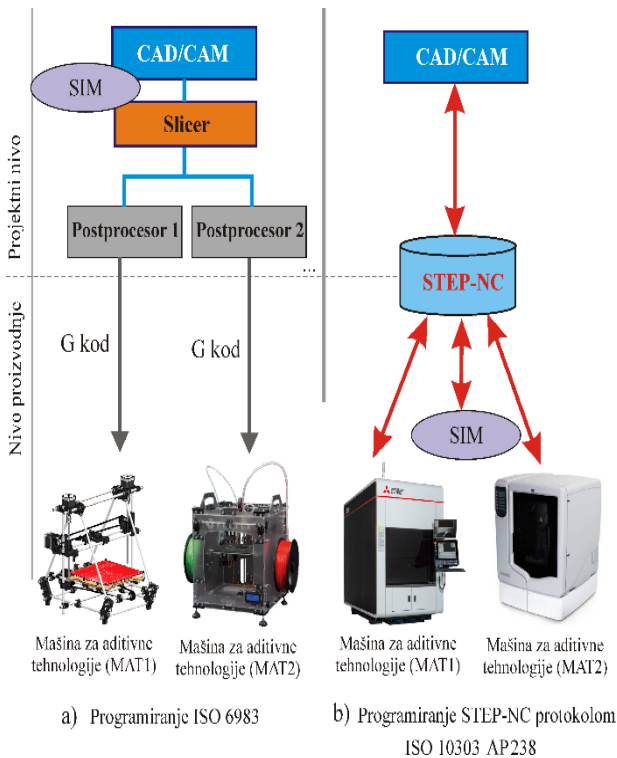 CAD/CAM
SIM
Slicer
Postprocesor 1
Postprocesor 2
...
G kod
G kod
Projektni nivo
Nivo proizvodnje
Mašina za aditivne
tehnologije (MAT1)
Mašina za aditivne
tehnologije (MAT2)
a) Programiranje ISO 6983
CAD/CAM
STEP-NC
SIM
Mašina za aditivne
tehnologije (MAT1)
Mašina za aditivne
tehnologije (MAT2)
b) Programiranje STEP-NC protokolom
ISO 10303 AP238